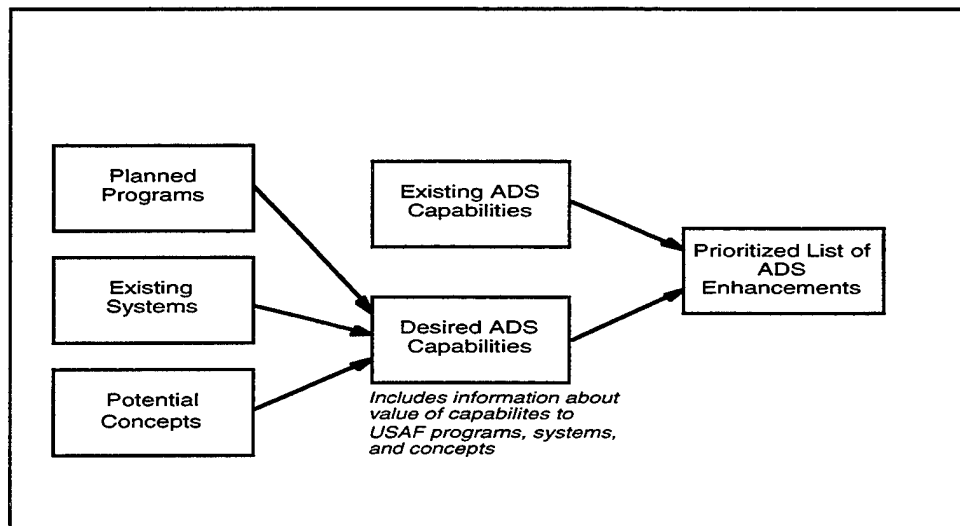 Planned
Programs
Existing
Systems
Potential
Concepts
Existing ADS
Capabilities
Desired ADS
Capabilities
Includes information about
value of capabilites to
USAF programs, systems,
and concepts
Prioritized List of
ADS
Enhancements